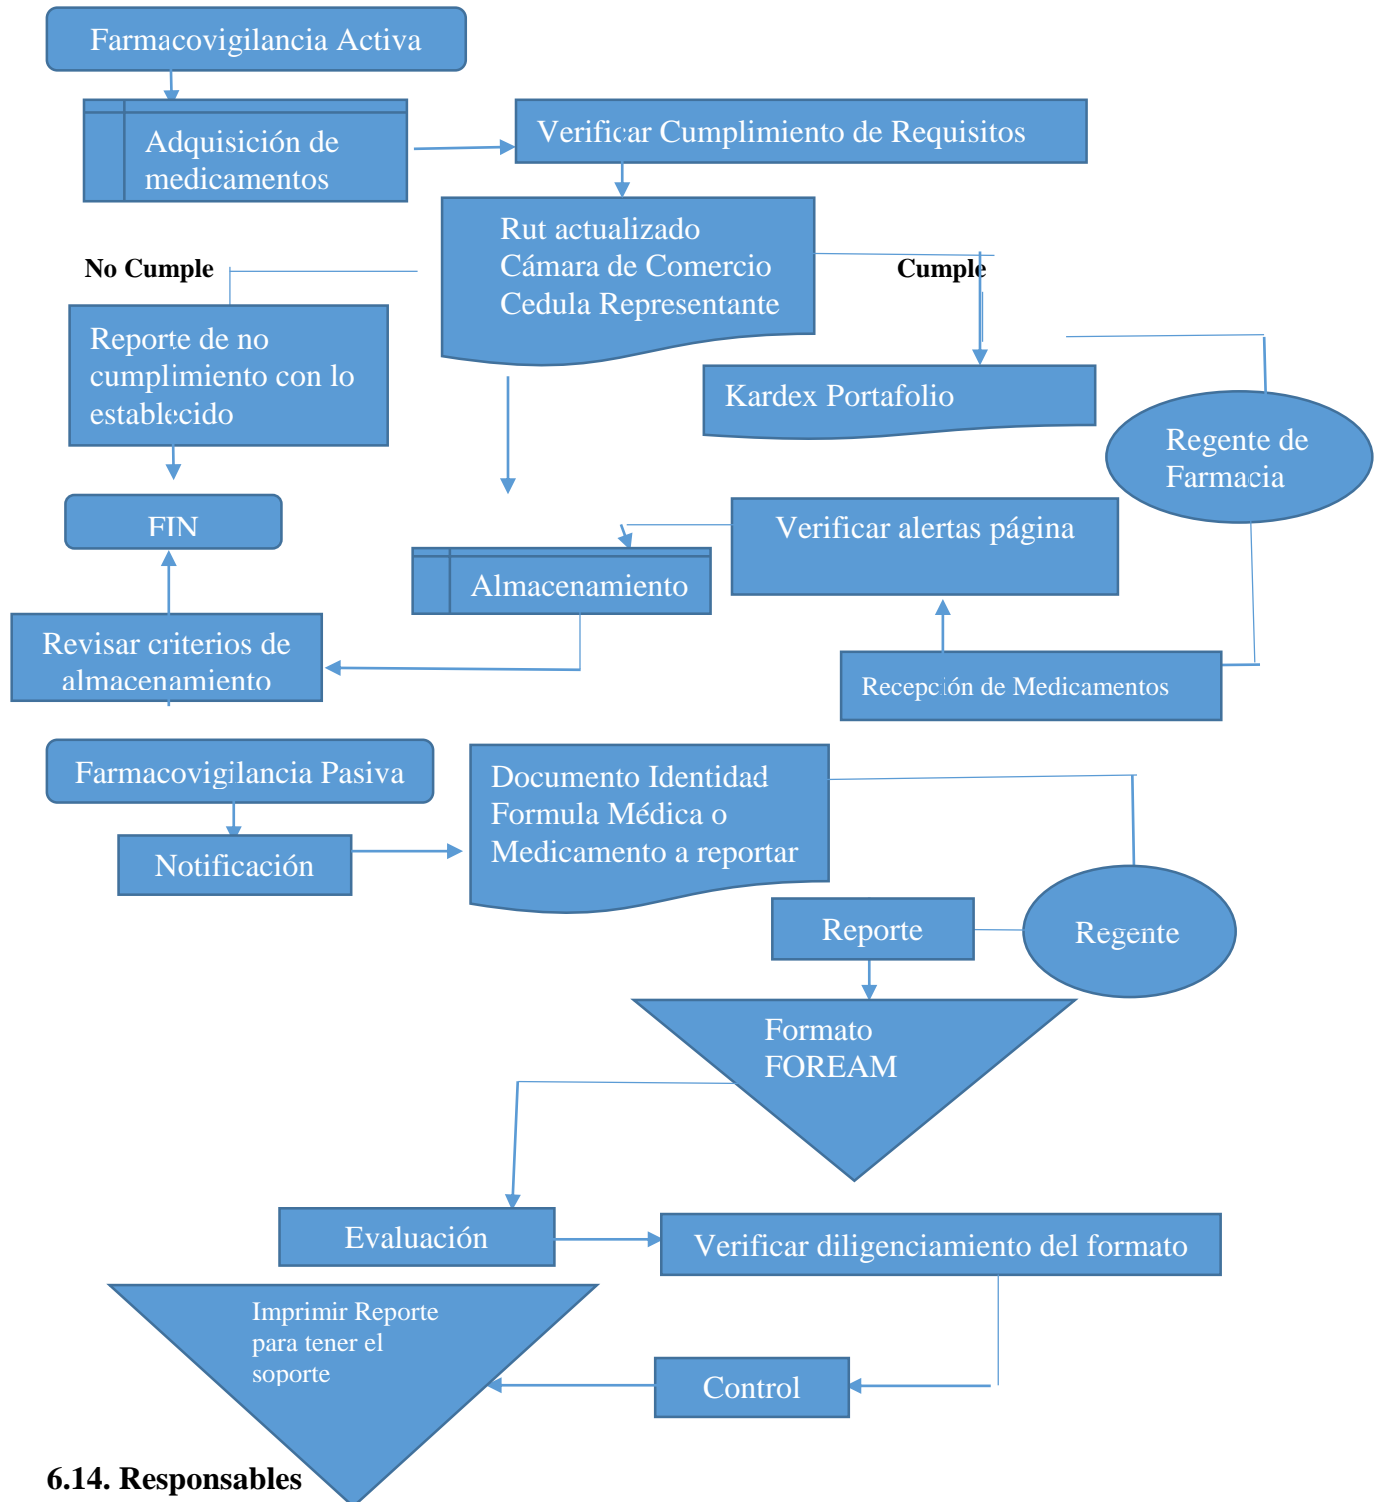 Farmacovigilancia Activa
Adquisición de
medicamentos
Verificar Cumplimiento de Requisitos
Rut actualizado
Cámara de Comercio
Cedula Representante
No Cumple
Cumple
Reporte de no
cumplimiento con lo
establecido
Kardex Portafolio
Regente de
Farmacia
FIN
Verificar alertas página
Almacenamiento
Revisar criterios de
almacenamiento
Recepción de Medicamentos
Farmacovigilancia Pasiva
Documento Identidad
Formula Médica o
Medicamento a reportar
Notificación
Reporte
Regente
Formato
FOREAM
Evaluación
Verificar diligenciamiento del formato
Imprimir Reporte
para tener el
soporte
Control
6.14. Responsables